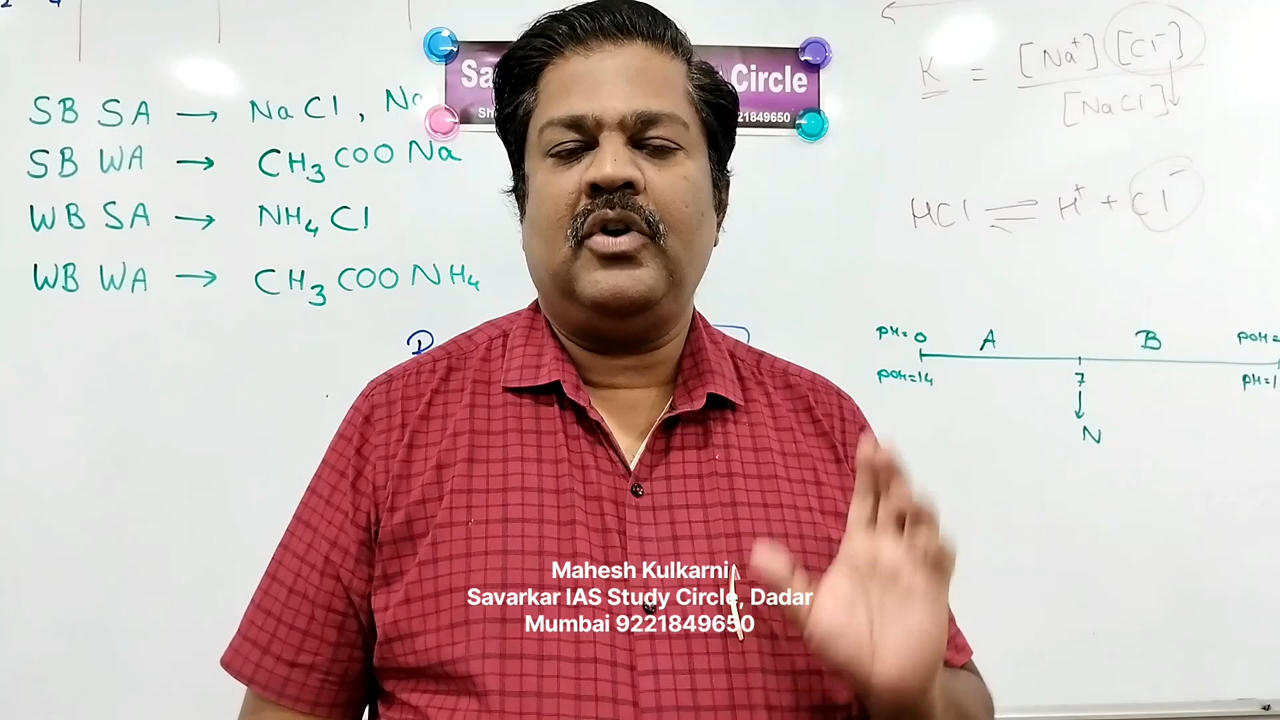 SB SA → NaCl, Na
SB WA → CH₃COONa
WB SA → NH₄Cl
WB WA → CH₃COONH₄
Circle
21849650
K = [Na⁺][Cl⁻]
[NaCl]
HCl ⇌ H⁺ + Cl⁻
pH=0 A B pOH=
pOH=14 7 pH=1
N
Mahesh Kulkarni
Savarkar IAS Study Circle, Dadar
Mumbai 9221849650